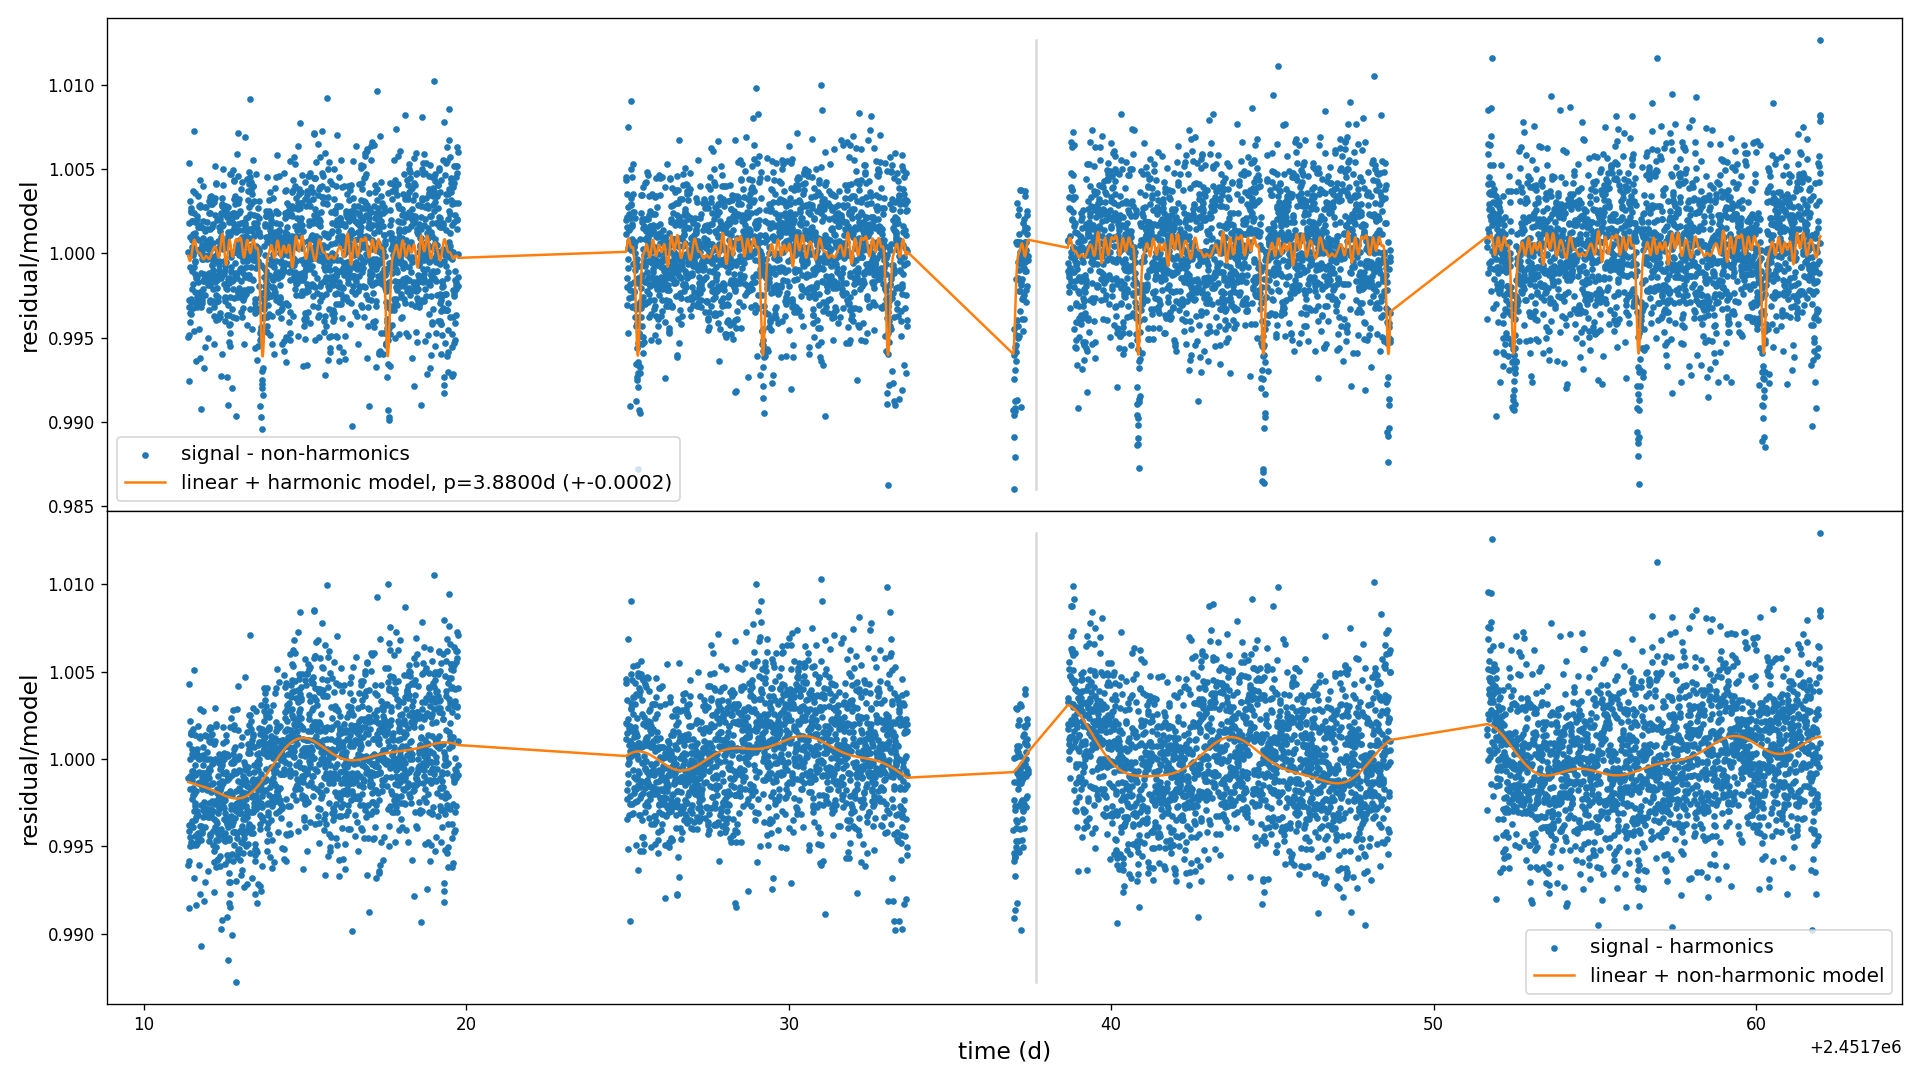 1.010
1.005
1.000
0.995
0.990
0.985
residual/model
signal - non-harmonics
linear + harmonic model, p=3.8800d (+-0.0002)
1.010
1.005
1.000
0.995
0.990
residual/model
signal - harmonics
linear + non-harmonic model
10 20 30 40 50 60
time (d)
+2.4517e6